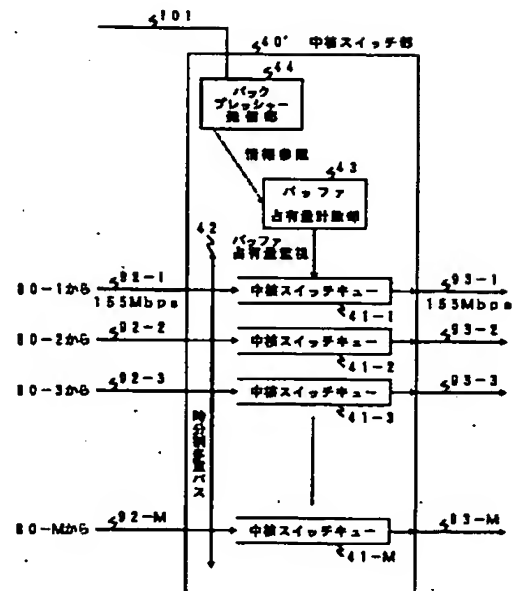 101
40' 中核スイッチ部
44
バック
プレッシャー
発信部
情報参照
43
バッファ
占有量計数部
42
バッファ
占有量監視
80-1から
92-1
155Mbps
中核スイッチキュー
93-1
155Mbps
41-1
80-2から
92-2
中核スイッチキュー
93-2
41-2
80-3から
92-3
中核スイッチキュー
93-3
41-3
時分割多重バス
80-Mから
92-M
中核スイッチキュー
93-M
41-M